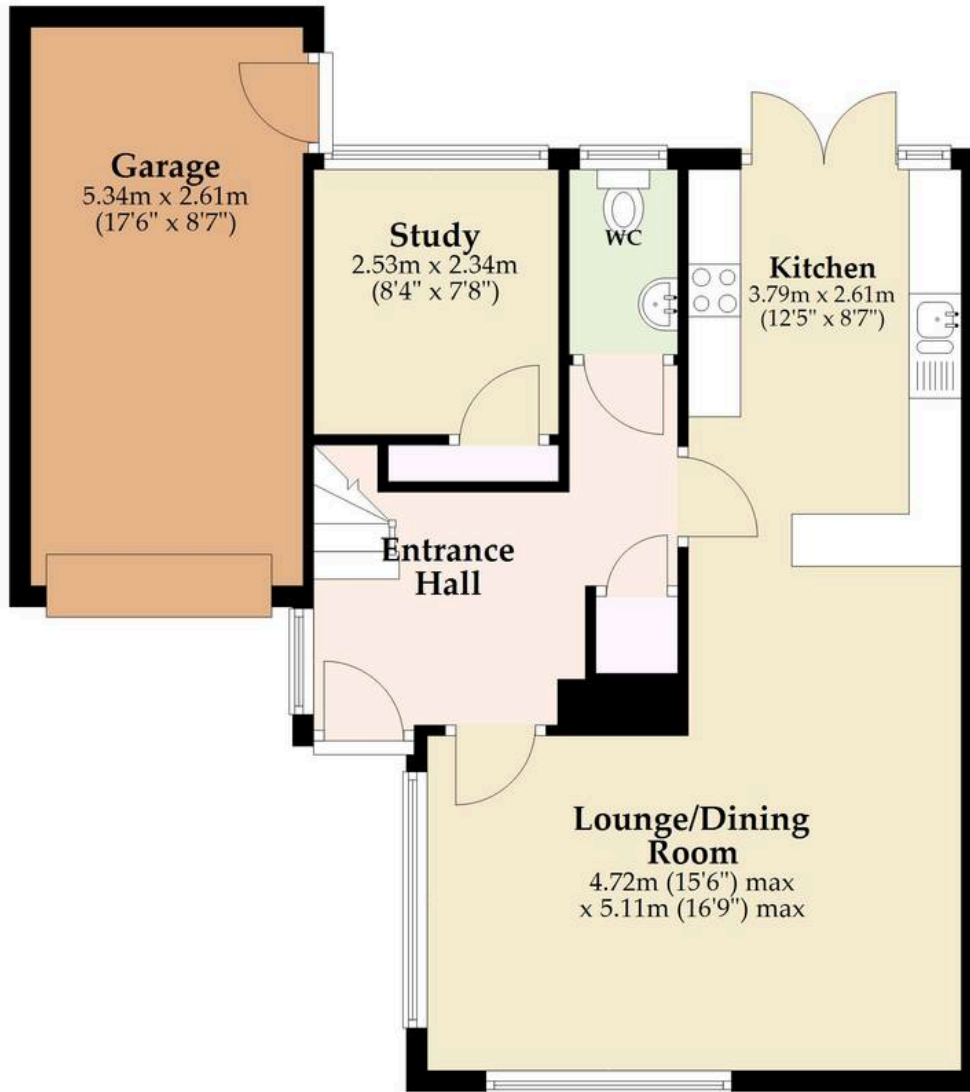 Garage
5.34m x 2.61m
(17'6" x 8'7")
Study
2.53m x 2.34m
(8'4" x 7'8")
WC
Kitchen
3.79m x 2.61m
(12'5" x 8'7")
Entrance
Hall
Lounge/Dining
Room
4.72m (15'6") max
x 5.11m (16'9") max